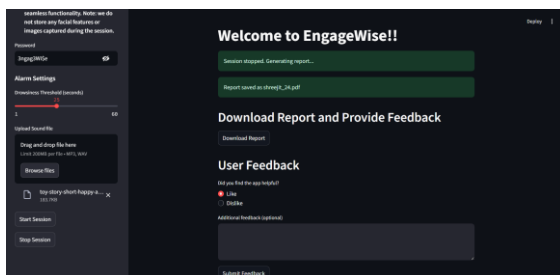 seamless functionality. Note: we do
not store any facial features or
images captured during the session.
Password
3ngag3WiSe
Alarm Settings
Drowsiness Threshold (seconds)
1
60
Upload Sound file
Drag and drop file here
Limit 200MB per file • MP3, WAV
Browse files
toy-story-short-happy-a...
183.7KB
Start Session
Stop Session
Deploy
Welcome to EngageWise!!
Session stopped. Generating report...
Report saved as shreejit_24.pdf
Download Report and Provide Feedback
Download Report
User Feedback
Did you find the app helpful?
Like
Dislike
Additional feedback (optional)
Submit Feedback